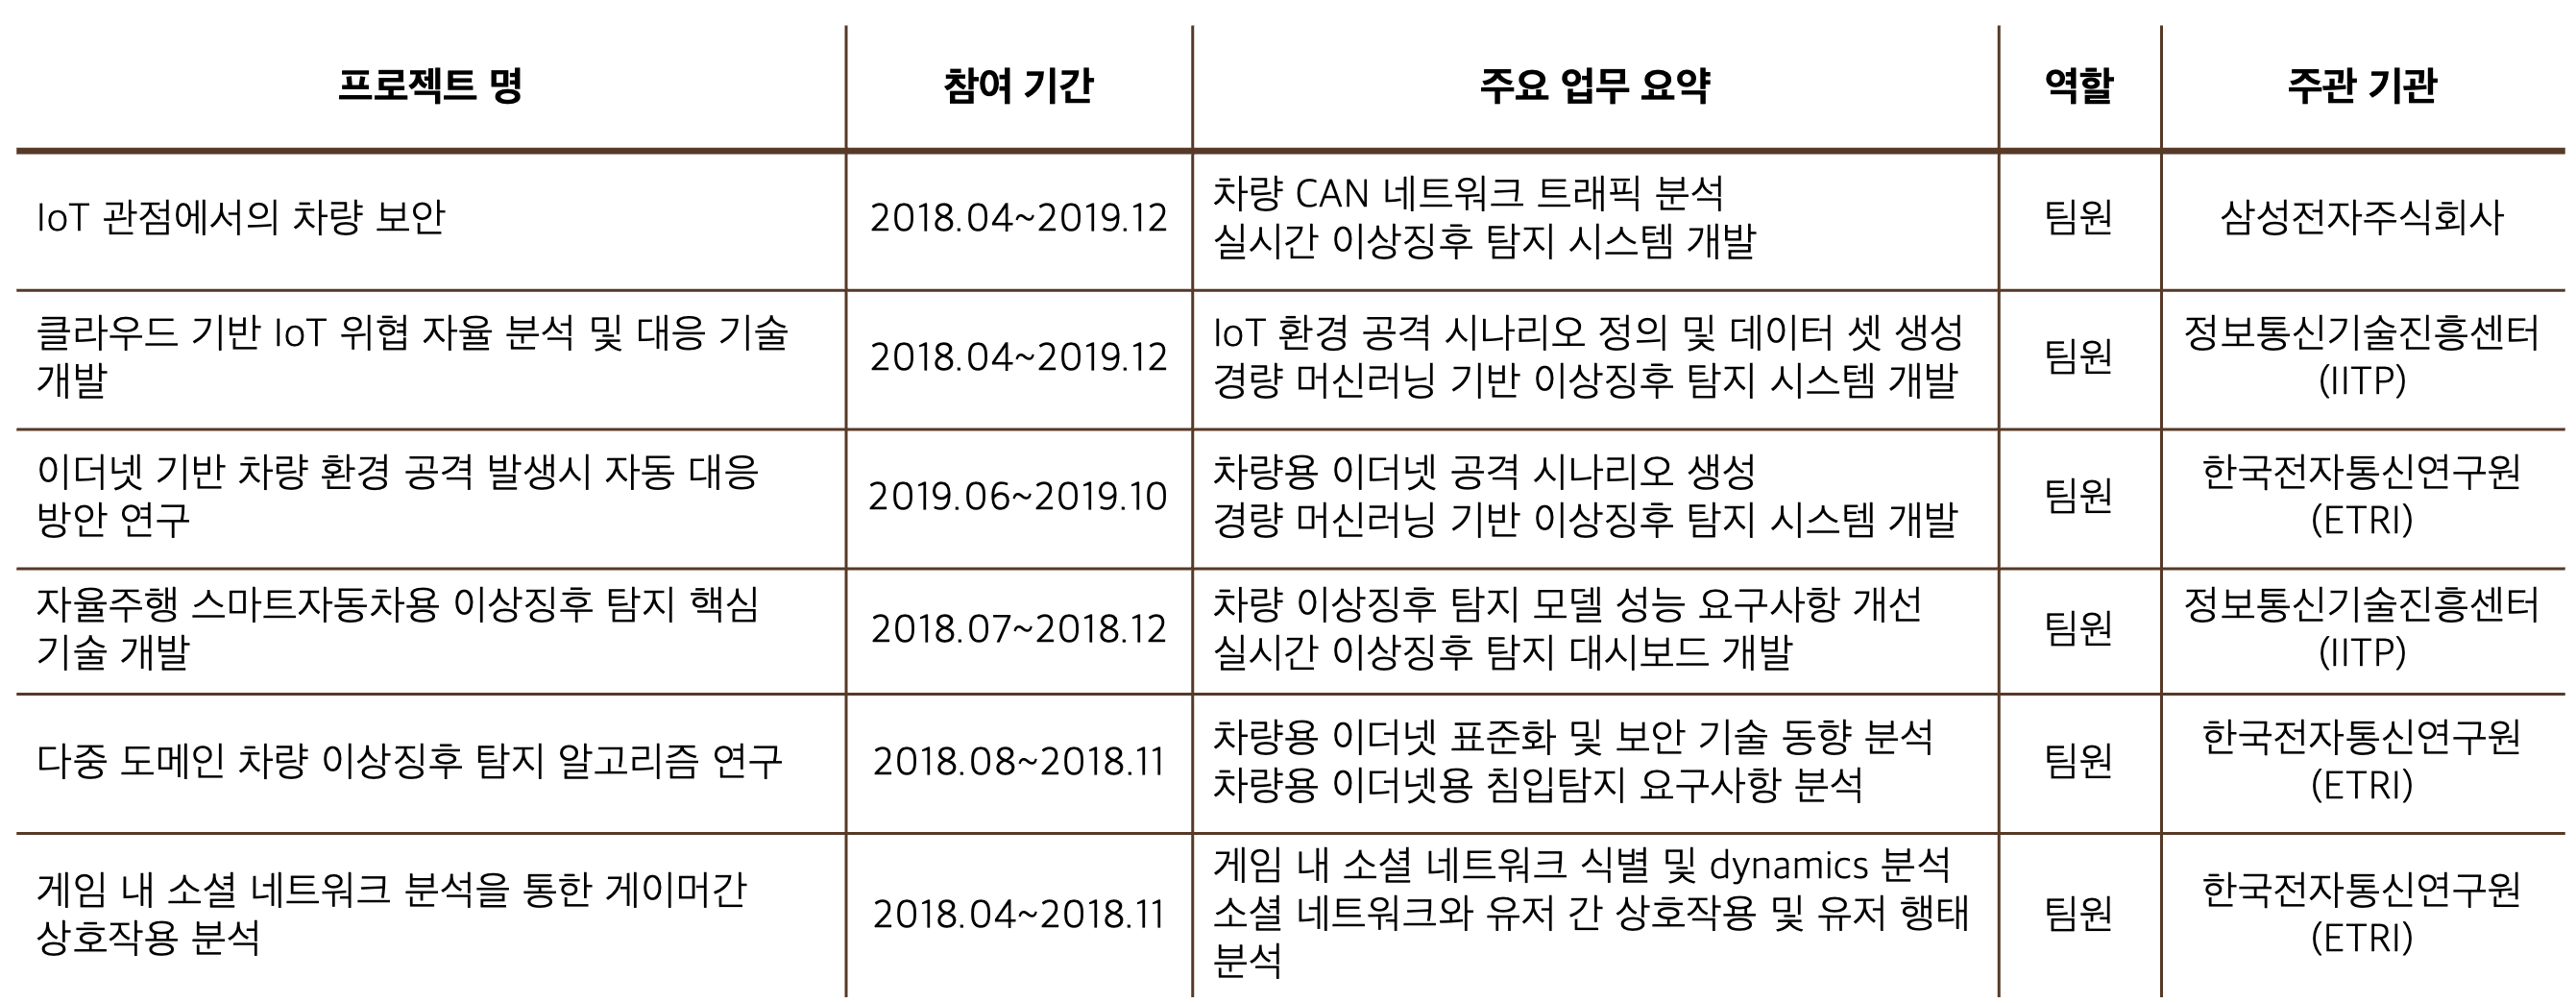 프로젝트 명
참여 기간
주요 업무 요약
역할
주관 기관
IoT 관점에서의 차량 보안
2018.04~2019.12
차량 CAN 네트워크 트래픽 분석
실시간 이상징후 탐지 시스템 개발
팀원
삼성전자주식회사
클라우드 기반 IoT 위협 자율 분석 및 대응 기술
개발
2018.04~2019.12
IoT 환경 공격 시나리오 정의 및 데이터 셋 생성
경량 머신러닝 기반 이상징후 탐지 시스템 개발
팀원
정보통신기술진흥센터
(IITP)
이더넷 기반 차량 환경 공격 발생시 자동 대응
방안 연구
2019.06~2019.10
차량용 이더넷 공격 시나리오 생성
경량 머신러닝 기반 이상징후 탐지 시스템 개발
팀원
한국전자통신연구원
(ETRI)
자율주행 스마트자동차용 이상징후 탐지 핵심
기술 개발
2018.07~2018.12
차량 이상징후 탐지 모델 성능 요구사항 개선
실시간 이상징후 탐지 대시보드 개발
팀원
정보통신기술진흥센터
(IITP)
다중 도메인 차량 이상징후 탐지 알고리즘 연구
2018.08~2018.11
차량용 이더넷 표준화 및 보안 기술 동향 분석
차량용 이더넷용 침입탐지 요구사항 분석
팀원
한국전자통신연구원
(ETRI)
게임 내 소셜 네트워크 분석을 통한 게이머간
상호작용 분석
2018.04~2018.11
게임 내 소셜 네트워크 식별 및 dynamics 분석
소셜 네트워크와 유저 간 상호작용 및 유저 행태
분석
팀원
한국전자통신연구원
(ETRI)